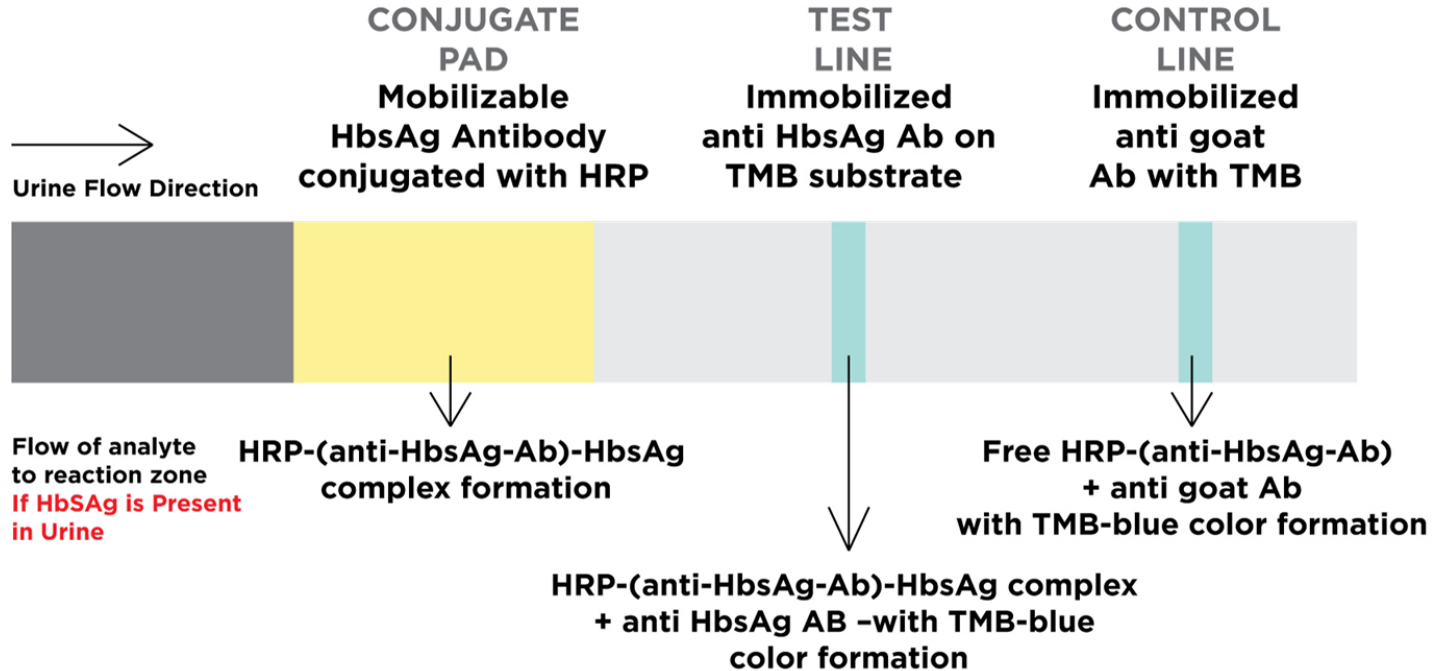 CONJUGATE
PAD
Mobilizable
HbsAg Antibody
conjugated with HRP
TEST
LINE
Immobilized
anti HbsAg Ab on
TMB substrate
CONTROL
LINE
Immobilized
anti goat
Ab with TMB
Urine Flow Direction
Flow of analyte
to reaction zone
If HbSAg is Present
in Urine
HRP-(anti-HbsAg-Ab)-HbsAg
complex formation
HRP-(anti-HbsAg-Ab)-HbsAg complex
+ anti HbsAg AB –with TMB-blue
color formation
Free HRP-(anti-HbsAg-Ab)
+ anti goat Ab
with TMB-blue color formation